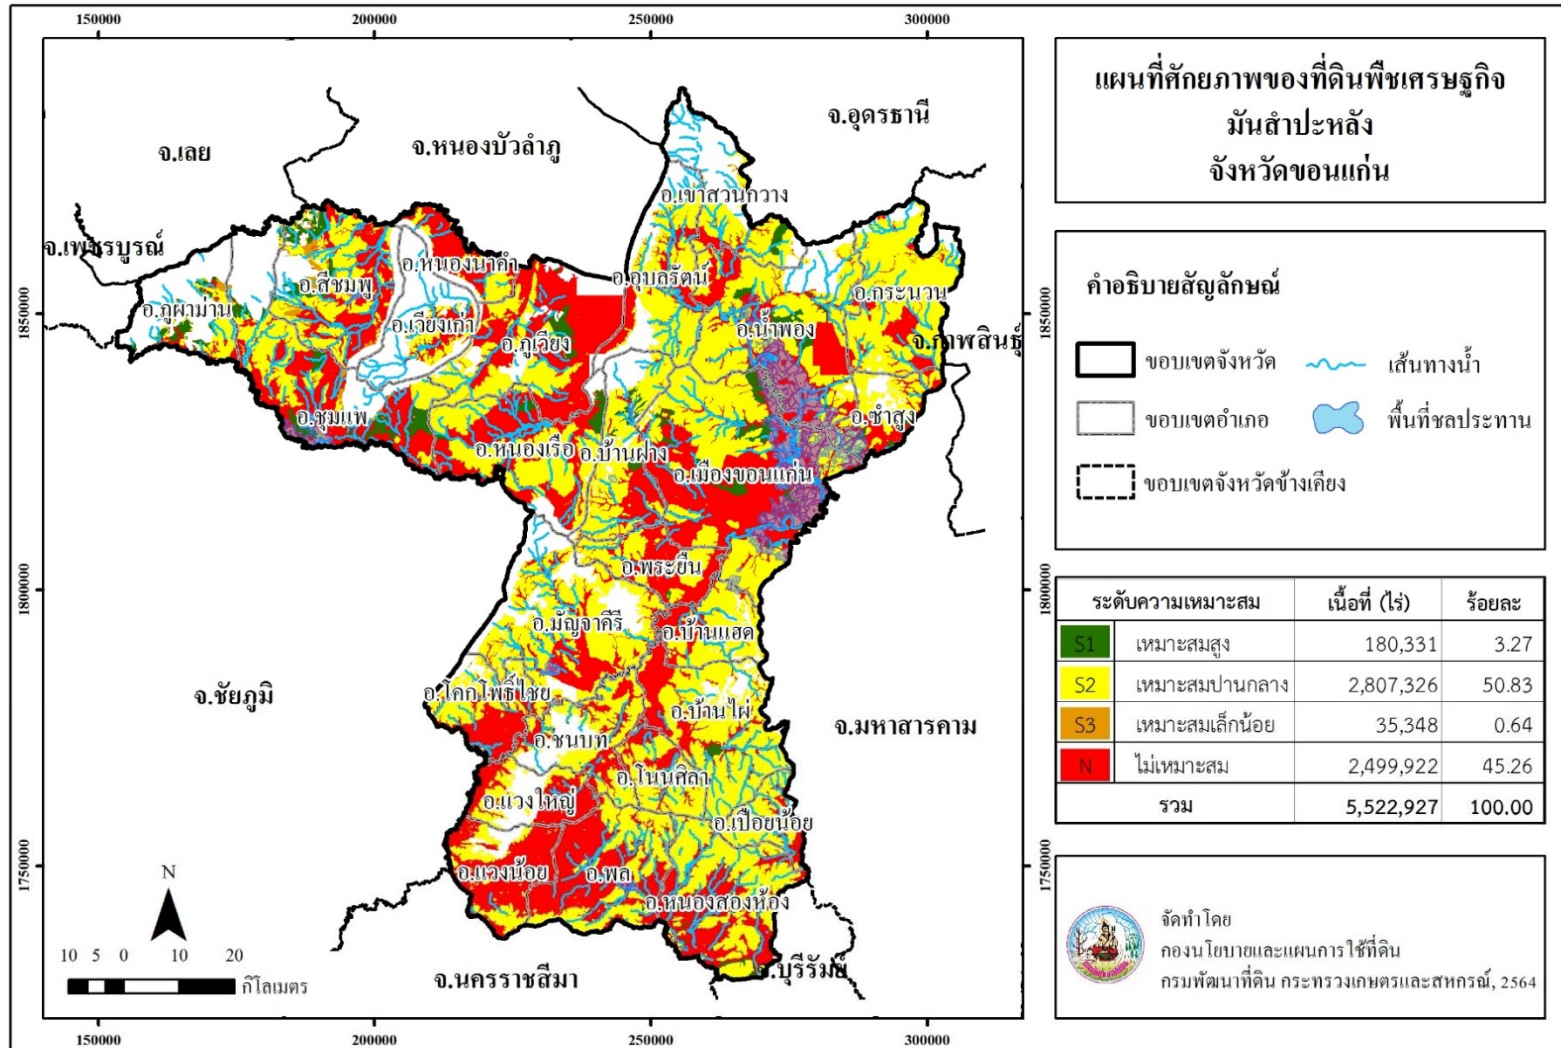 150000 200000 250000 300000
แผนที่ศักยภาพของที่ดินพืชเศรษฐกิจ
มันสำปะหลัง
จังหวัดขอนแก่น
จ.อุดรธานี
จ.หนองบัวลำภู
จ.เลย
จ.เพชรบูรณ์
อ.เขาสวนกวาง
อ.หนองนาคำ
อ.อุบลรัตน์
อ.สีชมพู
อ.กระนวน
อ.ภูผาม่าน
อ.เวียงเก่า
อ.น้ำพอง
อ.ภูเวียง
จ.กาฬสินธุ์
อ.ชุมแพ
อ.ซำสูง
อ.หนองเรือ
อ.บ้านฝาง
อ.เมืองขอนแก่น
อ.พระยืน
อ.มัญจาคีรี
อ.บ้านแฮด
จ.ชัยภูมิ
อ.โคกโพธิ์ไชย
อ.บ้านไผ่
จ.มหาสารคาม
อ.ชนบท
อ.โนนศิลา
อ.แวงใหญ่
อ.เปือยน้อย
อ.แวงน้อย
อ.พล
อ.หนองสองห้อง
จ.นครราชสีมา
จ.บุรีรัมย์
1850000 1850000
1800000 1800000
1750000 1750000
N
10 5 0 10 20
กิโลเมตร
150000 200000 250000 300000
คำอธิบายสัญลักษณ์
ขอบเขตจังหวัด เส้นทางน้ำ
ขอบเขตอำเภอ พื้นที่ชลประทาน
ขอบเขตจังหวัดข้างเคียง
ระดับความเหมาะสม เนื้อที่ (ไร่) ร้อยละ
S1 เหมาะสมสูง 180,331 3.27
S2 เหมาะสมปานกลาง 2,807,326 50.83
S3 เหมาะสมเล็กน้อย 35,348 0.64
N ไม่เหมาะสม 2,499,922 45.26
รวม 5,522,927 100.00
จัดทำโดย
กองนโยบายและแผนการใช้ที่ดิน
กรมพัฒนาที่ดิน กระทรวงเกษตรและสหกรณ์, 2564